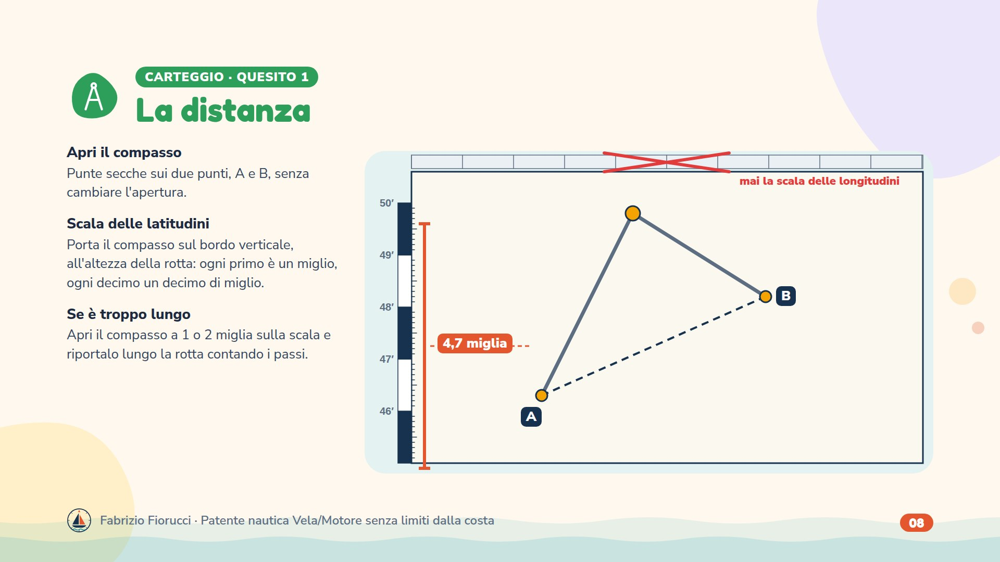 CARTEGGIO · QUESITO 1
La distanza
Apri il compasso
Punte secche sui due punti, A e B, senza
cambiare l'apertura.
Scala delle latitudini
Porta il compasso sul bordo verticale,
all'altezza della rotta: ogni primo è un miglio,
ogni decimo un decimo di miglio.
Se è troppo lungo
Apri il compasso a 1 o 2 miglia sulla scala e
riportalo lungo la rotta contando i passi.
mai la scala delle longitudini
50′
49′
48′
47′
46′
4,7 miglia
B
A
Fabrizio Fiorucci · Patente nautica Vela/Motore senza limiti dalla costa
08